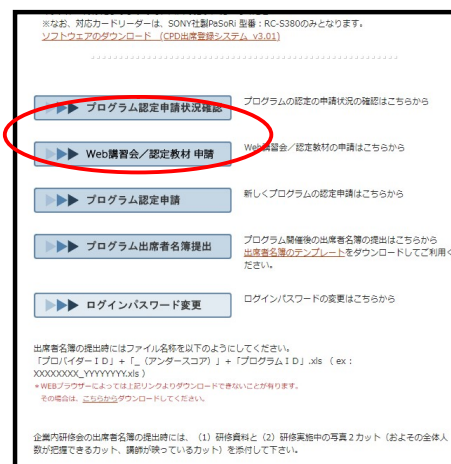 ※なお、対応カードリーダーは、SONY社製PaSoRi 型番：RC-S380のみとなります。
ソフトウェアのダウンロード （CPD出席登録システム v3.01）
プログラム認定申請状況確認
プログラムの認定の申請状況の確認はこちらから
Web講習会／認定教材 申請
Web講習会／認定教材の申請はこちらから
プログラム認定申請
新しくプログラムの認定申請はこちらから
プログラム出席者名簿提出
プログラム開催後の出席者名簿の提出はこちらから
出席者名簿のテンプレートをダウンロードしてご利用く
ださい。
ログインパスワード変更
ログインパスワードの変更はこちらから
出席者名簿の提出時にはファイル名称を以下のようにしてください。
「プロバイダーＩＤ」＋「_（アンダースコア）」＋「プログラムＩＤ」.xls （ ex：
XXXXXXXX_YYYYYYYY.xls ）
＊WEBブラウザーによっては上記リンクよりダウンロードできないことが有ります。
その場合は、こちらからダウンロードしてください。
企業内研修会の出席者名簿の提出時には、（1）研修資料と（2）研修実施中の写真２カット（およその全体人
数が把握できるカット、講師が映っているカット）を添付して下さい。